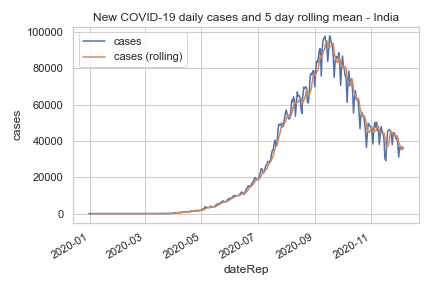 New COVID-19 daily cases and 5 day rolling mean - India
cases
cases (rolling)
100000
80000
60000
40000
20000
0
cases
2020-01
2020-03
2020-05
2020-07
2020-09
2020-11
dateRep